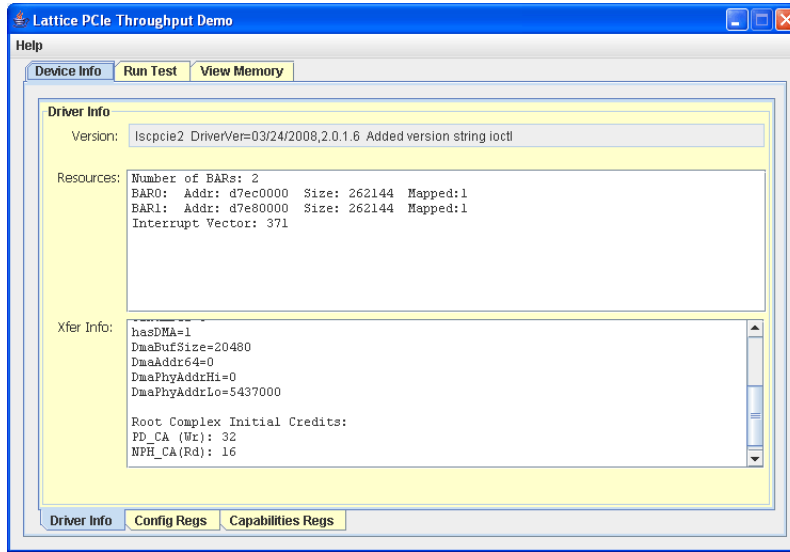 Lattice PCIe Throughput Demo
Help
Device Info Run Test View Memory
Driver Info
Version: lscpcie2 DriverVer=03/24/2008,2.0.1.6 Added version string ioctl
Resources: Number of BARs: 2
BAR0: Addr: d7ec0000 Size: 262144 Mapped:1
BAR1: Addr: d7e80000 Size: 262144 Mapped:1
Interrupt Vector: 371
Xfer Info:
hasDMA=1
DmaBufSize=20480
DmaAddr64=0
DmaPhyAddrHi=0
DmaPhyAddrLo=5437000
Root Complex Initial Credits:
PD_CA (Wr): 32
NPH_CA(Rd): 16
Driver Info Config Regs Capabilities Regs